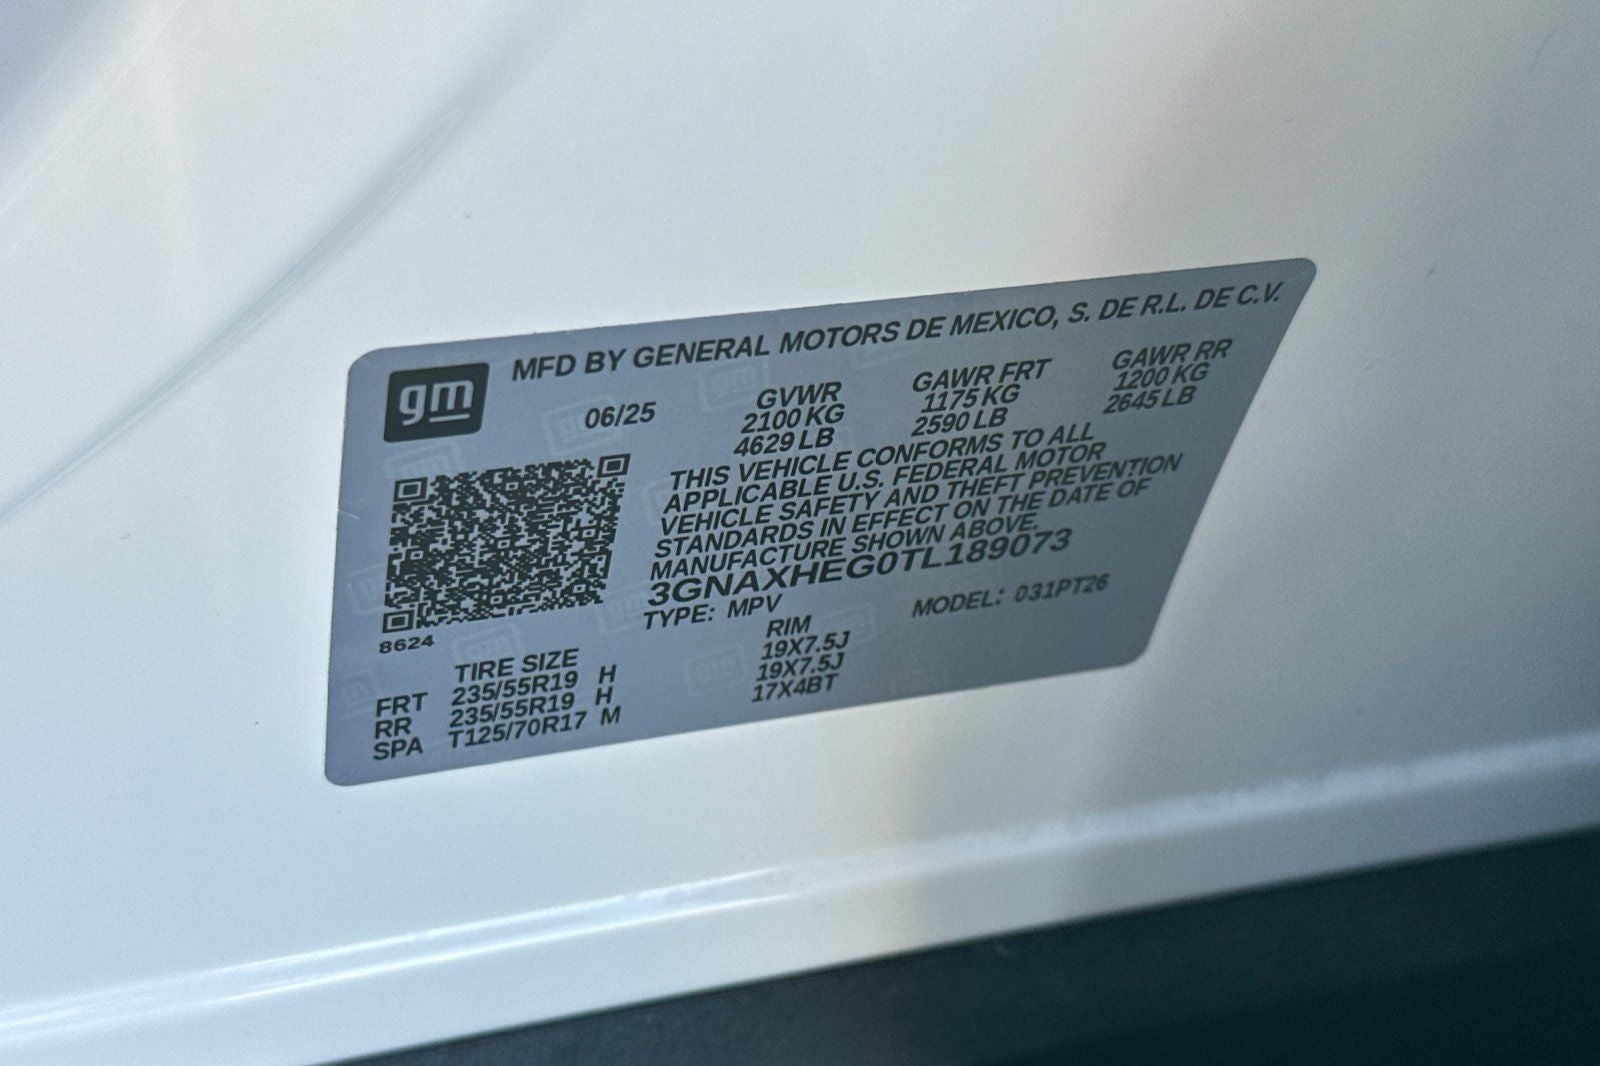 MFD BY GENERAL MOTORS DE MEXICO, S. DE R.L. DE C.V.
gm
06/25
GVWR
2100 KG
4629 LB
GAWR FRT
1175 KG
2590 LB
GAWR RR
1200 KG
2645 LB
THIS VEHICLE CONFORMS TO ALL
APPLICABLE U.S. FEDERAL MOTOR
VEHICLE SAFETY AND THEFT PREVENTION
STANDARDS IN EFFECT ON THE DATE OF
MANUFACTURE SHOWN ABOVE.
3GNAXHEG0TL189073
TYPE: MPV
MODEL: 031PT26
8624
TIRE SIZE
RIM
FRT 235/55R19 H 19X7.5J
RR 235/55R19 H 19X7.5J
SPA T125/70R17 M 17X4BT